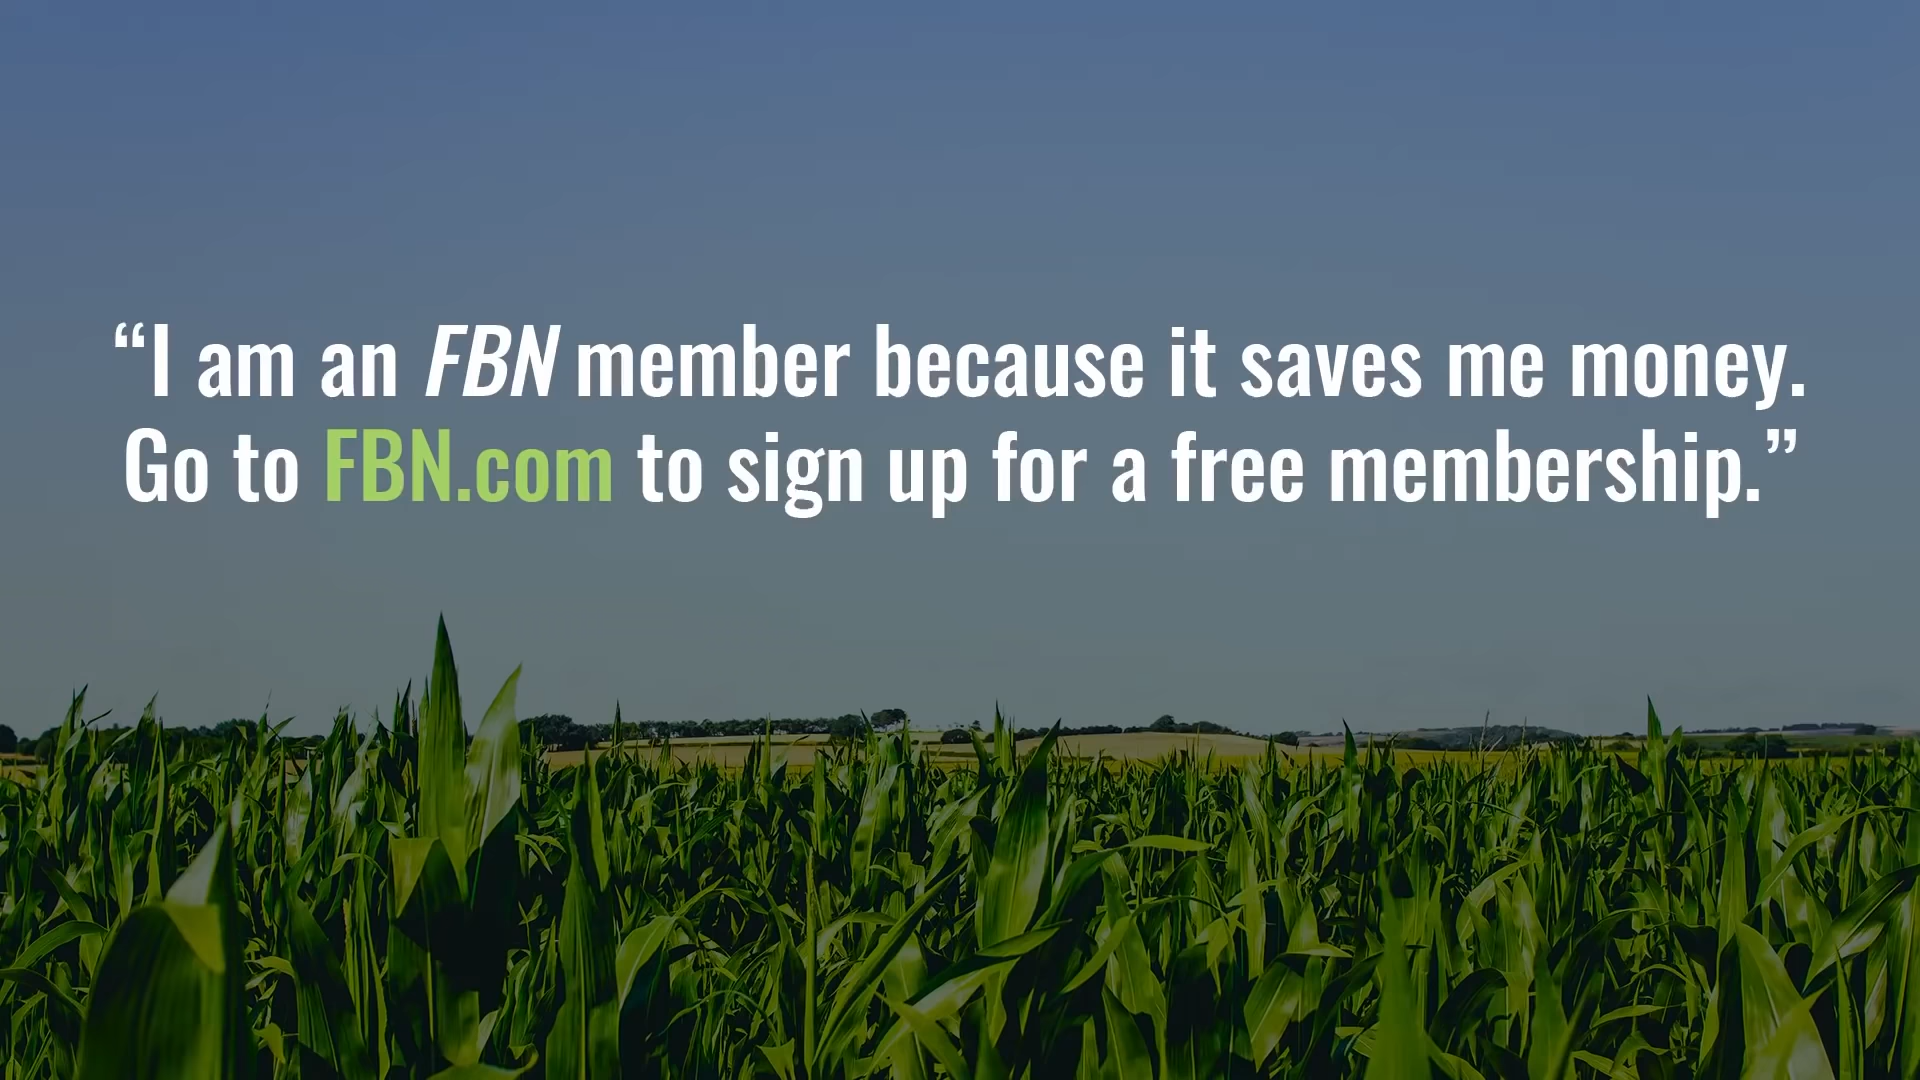 “I am an FBN member because it saves me money.
Go to FBN.com to sign up for a free membership.”